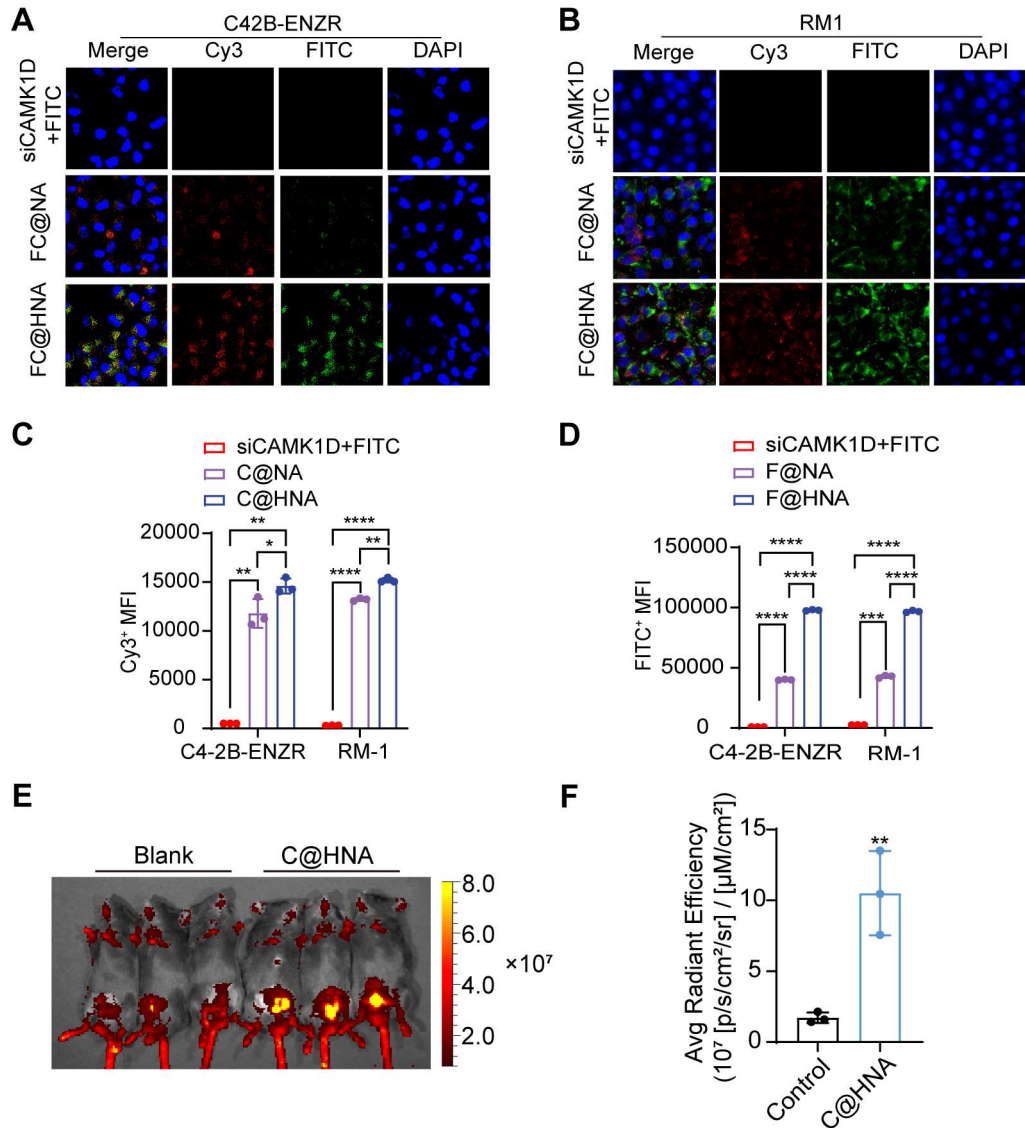 A
C42B-ENZR
Merge Cy3 FITC DAPI
siCAMK1D
+FITC
FC@NA
FC@HNA
B
RM1
Merge Cy3 FITC DAPI
siCAMK1D
+FITC
FC@NA
FC@HNA
C
siCAMK1D+FITC
C@NA
C@HNA
Cy3⁺ MFI
20000
15000
10000
5000
0
** ****
* **
** ****
C4-2B-ENZR RM-1
D
siCAMK1D+FITC
F@NA
F@HNA
FITC⁺ MFI
150000
100000
50000
0
**** ****
**** ****
**** ***
C4-2B-ENZR RM-1
E
Blank C@HNA
8.0
6.0
4.0
2.0
×10⁷
F
Avg Radiant Efficiency
(10⁷ [p/s/cm²/sr] / [µM/cm²])
15
10
5
0
**
Control C@HNA